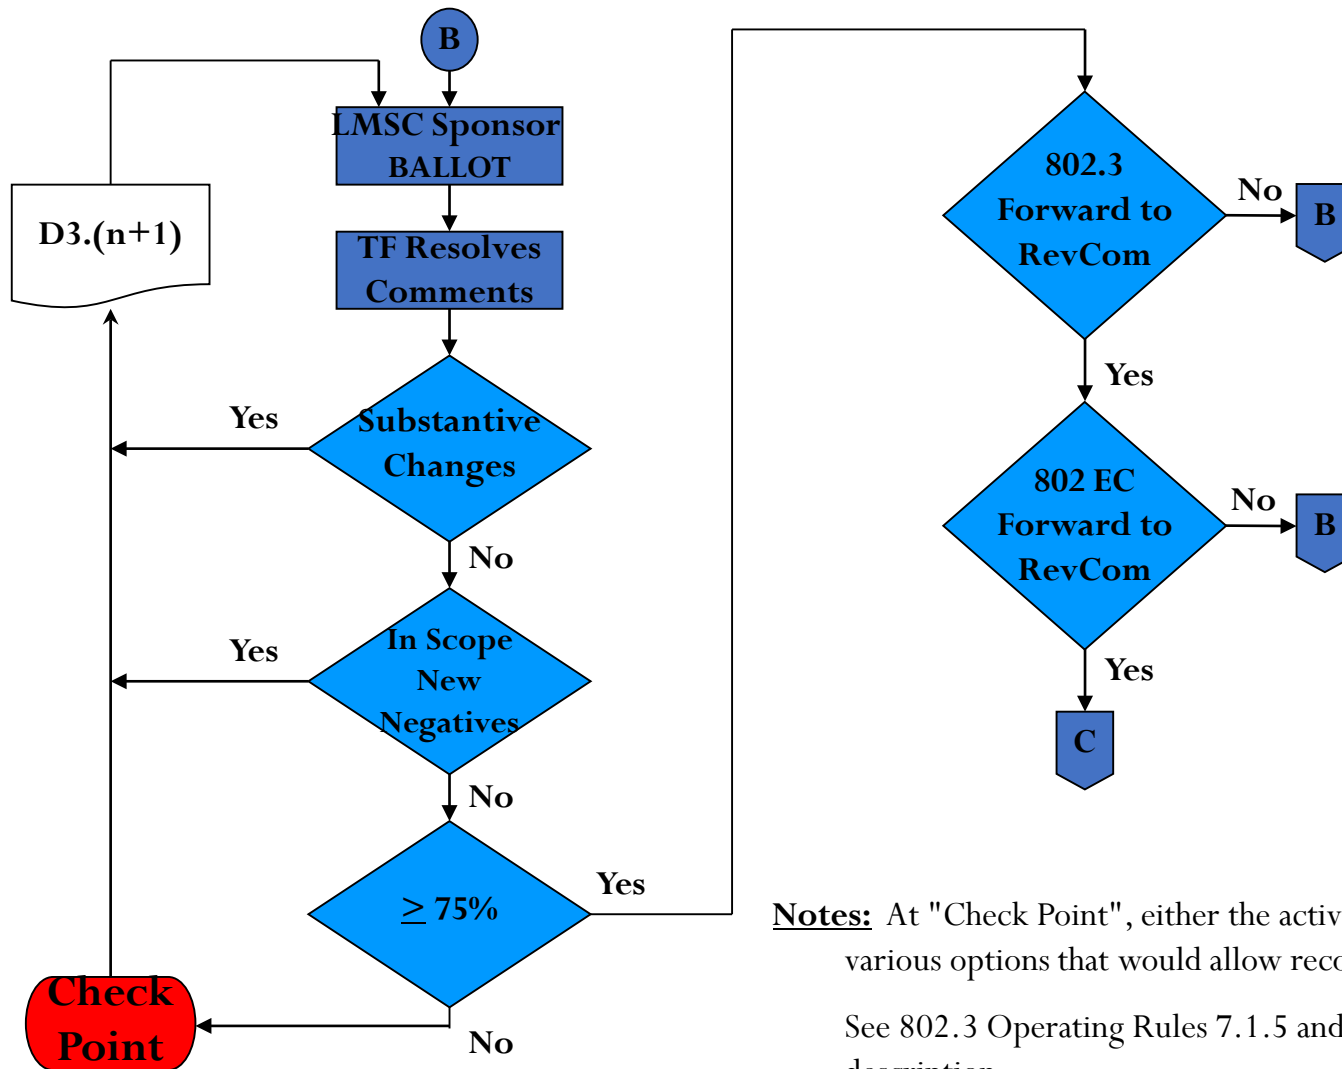 B
LMSC Sponsor
BALLOT
D3.(n+1)
TF Resolves
Comments
Yes
Substantive
Changes
No
Yes
In Scope
New
Negatives
No
≥ 75%
Yes
No
Check
Point
802.3
Forward to
RevCom
No
B
Yes
802 EC
Forward to
RevCom
No
B
Yes
C
Notes: At "Check Point", either the activ
various options that would allow reco
See 802.3 Operating Rules 7.1.5 and
description